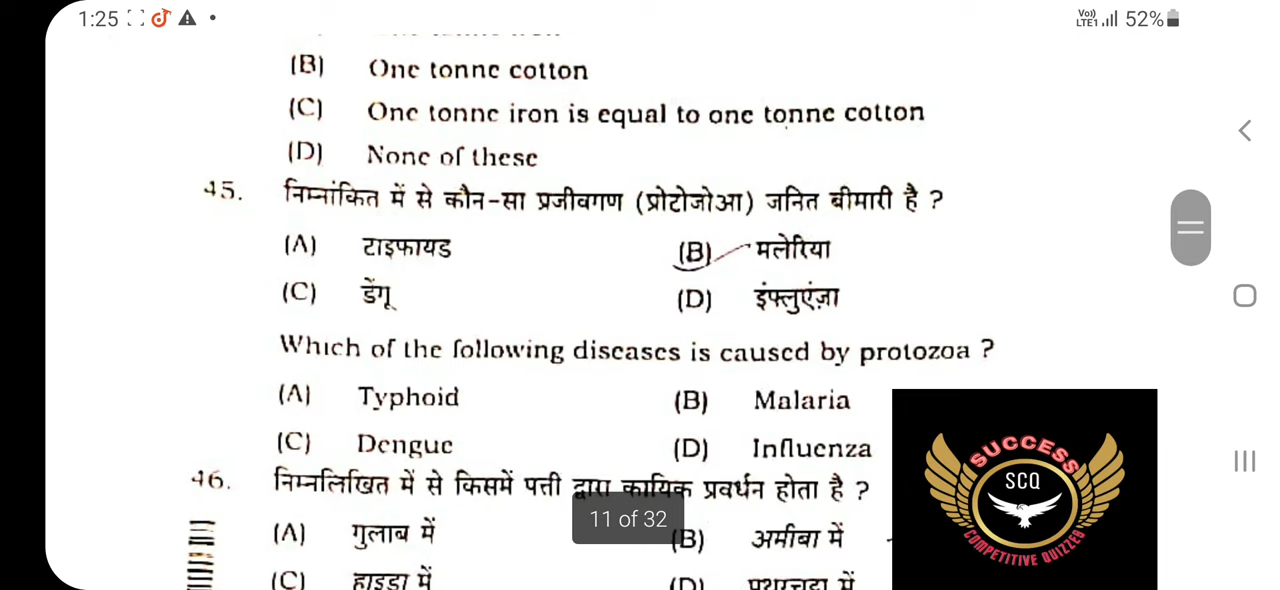 1:25
Vo)) LTE1 52%
(B) One tonne cotton
(C) One tonne iron is equal to one tonne cotton
(D) None of these
45. निम्नांकित में से कौन-सा प्रजीवगण (प्रोटोजोआ) जनित बीमारी है ?
(A) टाइफायड (B) मलेरिया
(C) डेंगू (D) इंफ्लुएंज़ा
Which of the following diseases is caused by protozoa ?
(A) Typhoid (B) Malaria
(C) Dengue (D) Influenza
46. निम्नलिखित में से किसमें पत्ती द्वारा कायिक प्रवर्धन होता है ?
11 of 32
(A) गुलाब में (B) अमीबा में
(C) हाइड्रा में (D) पथरचट्टा में
SUCCESS
SCQ
COMPETITIVE QUIZZES